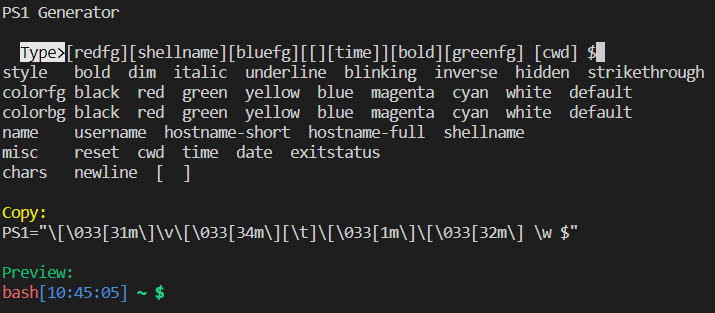 PS1 Generator
Type>[redfg][shellname][bluefg][[][time]][bold][greenfg] [cwd] $
style bold dim italic underline blinking inverse hidden strikethrough
colorfg black red green yellow blue magenta cyan white default
colorbg black red green yellow blue magenta cyan white default
name username hostname-short hostname-full shellname
misc reset cwd time date exitstatus
chars newline [ ]
Copy:
PS1="\[\033[31m\]\v\[\033[34m\][\t]\[\033[1m\]\[\033[32m\] \w $"
Preview:
bash[10:45:05] ~ $